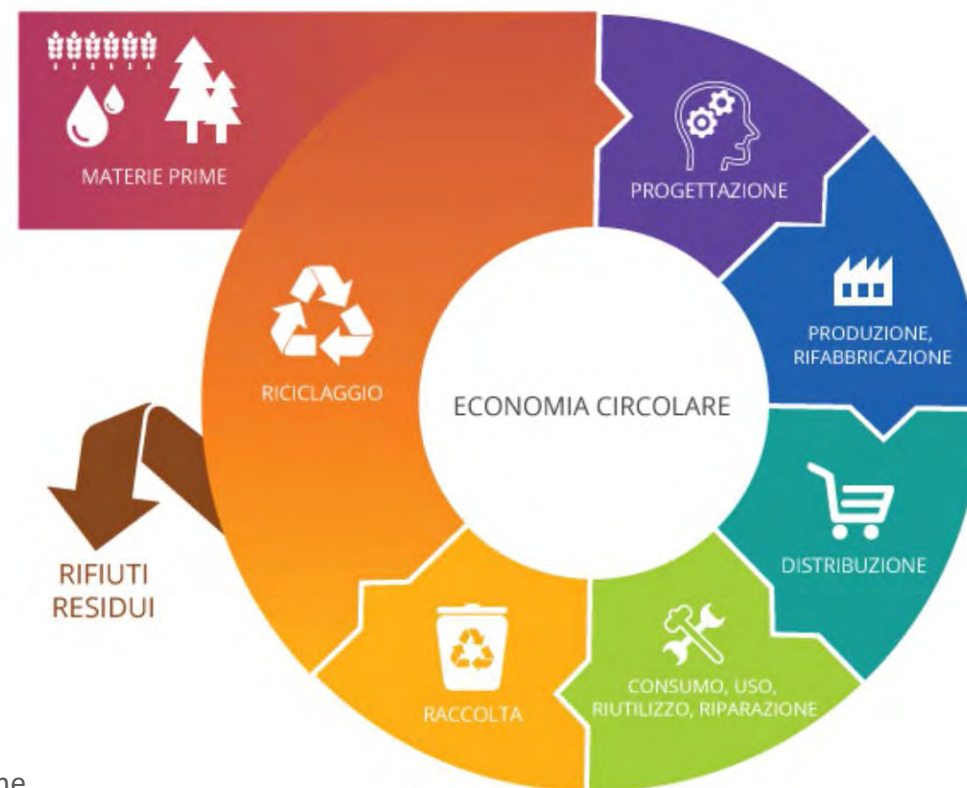 MATERIE PRIME
PROGETTAZIONE
PRODUZIONE,
RIFABBRICAZIONE
RICICLAGGIO
ECONOMIA CIRCOLARE
DISTRIBUZIONE
RIFIUTI
RESIDUI
CONSUMO, USO,
RIUTILIZZO, RIPARAZIONE
RACCOLTA